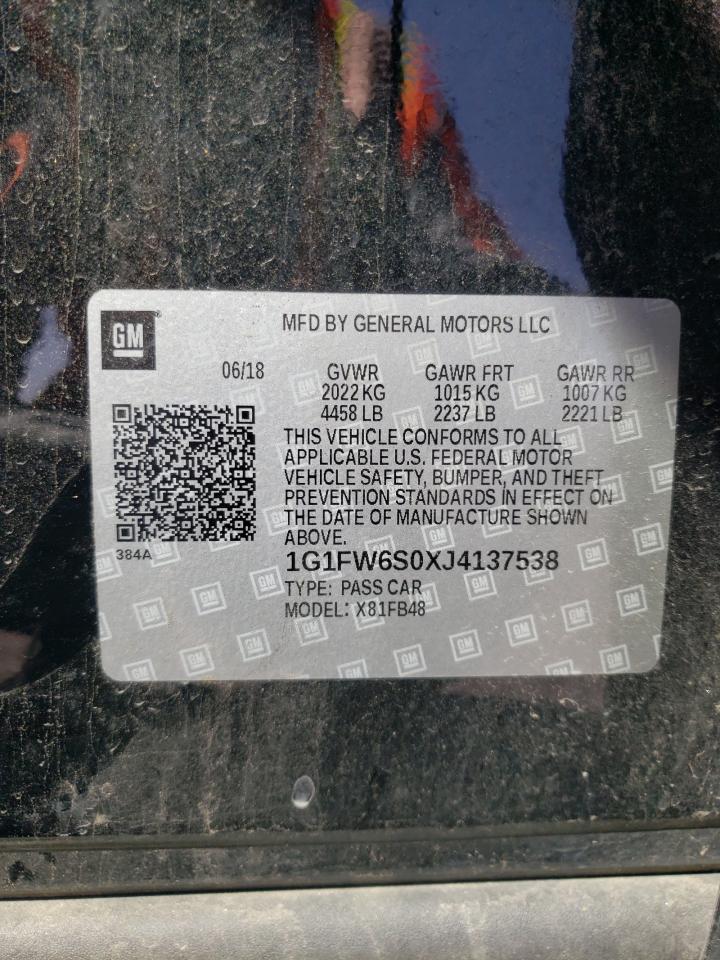 GM
MFD BY GENERAL MOTORS LLC
06/18 GVWR GAWR FRT GAWR RR
2022 KG 1015 KG 1007 KG
4458 LB 2237 LB 2221 LB
THIS VEHICLE CONFORMS TO ALL
APPLICABLE U.S. FEDERAL MOTOR
VEHICLE SAFETY, BUMPER, AND THEFT
PREVENTION STANDARDS IN EFFECT ON
THE DATE OF MANUFACTURE SHOWN
ABOVE.
384A
1G1FW6S0XJ4137538
TYPE: PASS CAR
MODEL: X81FB48